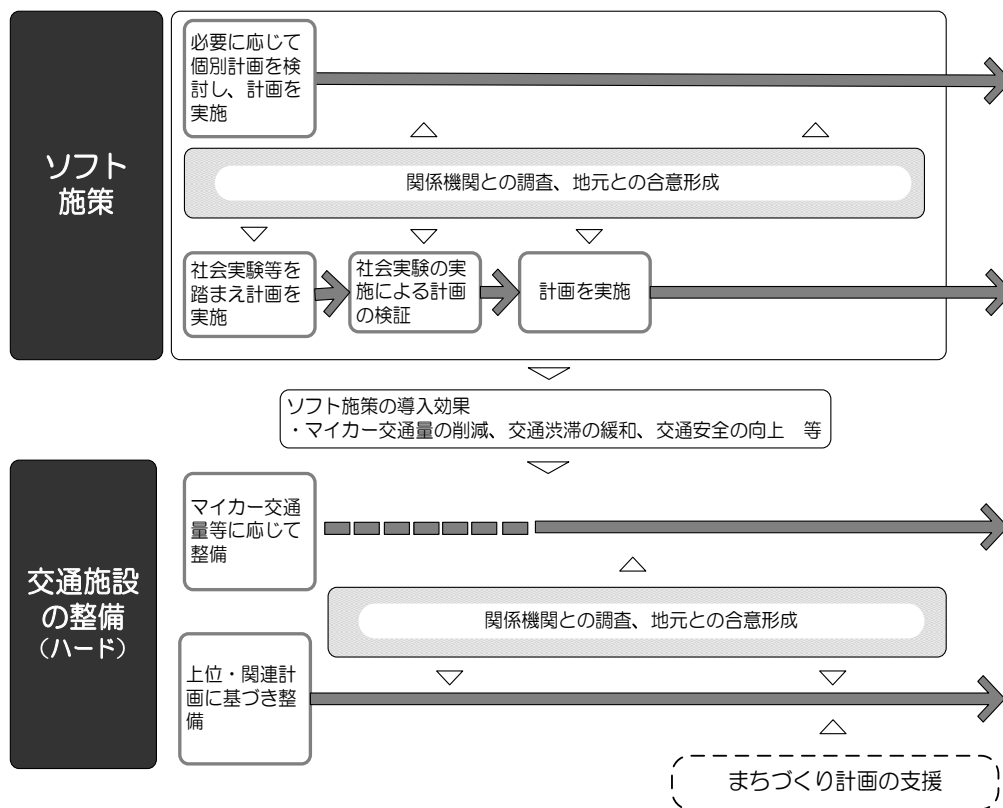 ソフト
施策
必要に応じて
個別計画を検
討し、計画を
実施
関係機関との調査、地元との合意形成
社会実験等を
踏まえ計画を
実施
社会実験の実
施による計画
の検証
計画を実施
ソフト施策の導入効果
・マイカー交通量の削減、交通渋滞の緩和、交通安全の向上　等
交通施設
の整備
（ハード）
マイカー交通
量等に応じて
整備
関係機関との調査、地元との合意形成
上位・関連計
画に基づき整
備
まちづくり計画の支援